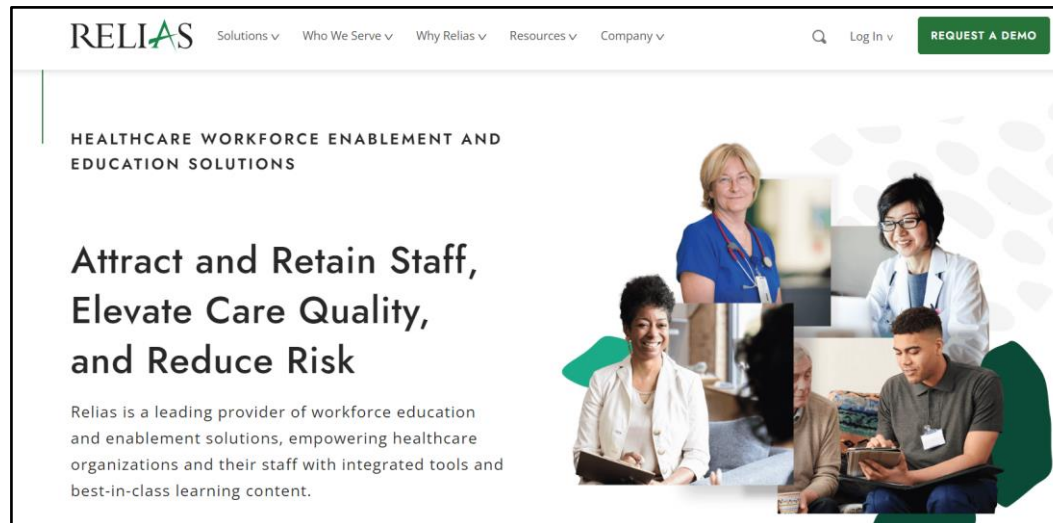 RELIAS
Solutions
Who We Serve
Why Relias
Resources
Company
Log In
REQUEST A DEMO
HEALTHCARE WORKFORCE ENABLEMENT AND
EDUCATION SOLUTIONS
Attract and Retain Staff,
Elevate Care Quality,
and Reduce Risk
Relias is a leading provider of workforce education
and enablement solutions, empowering healthcare
organizations and their staff with integrated tools and
best-in-class learning content.